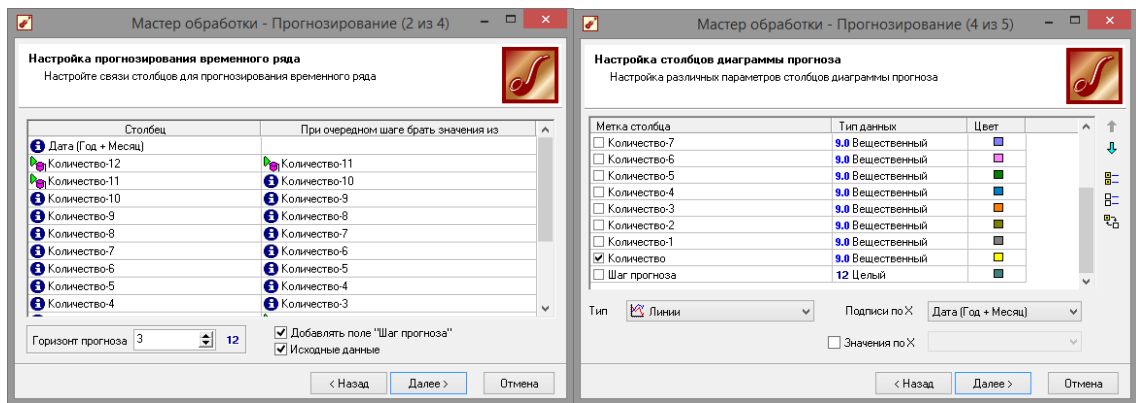 Мастер обработки - Прогнозирование (2 из 4)
Настройка прогнозирования временного ряда
Настройте связи столбцов для прогнозирования временного ряда
Столбец При очередном шаге брать значения из
Дата (Год + Месяц)
Количество-12 Количество-11
Количество-11 Количество-10
Количество-10 Количество-9
Количество-9 Количество-8
Количество-8 Количество-7
Количество-7 Количество-6
Количество-6 Количество-5
Количество-5 Количество-4
Количество-4 Количество-3
Горизонт прогноза 3 12
Добавлять поле "Шаг прогноза"
Исходные данные
< Назад Далее > Отмена
Мастер обработки - Прогнозирование (4 из 5)
Настройка столбцов диаграммы прогноза
Настройка различных параметров столбцов диаграммы прогноза
Метка столбца Тип данных Цвет
Количество-7 9.0 Вещественный
Количество-6 9.0 Вещественный
Количество-5 9.0 Вещественный
Количество-4 9.0 Вещественный
Количество-3 9.0 Вещественный
Количество-2 9.0 Вещественный
Количество-1 9.0 Вещественный
Количество 9.0 Вещественный
Шаг прогноза 12 Целый
Тип Линии Подписи по X Дата (Год + Месяц)
Значения по X
< Назад Далее > Отмена